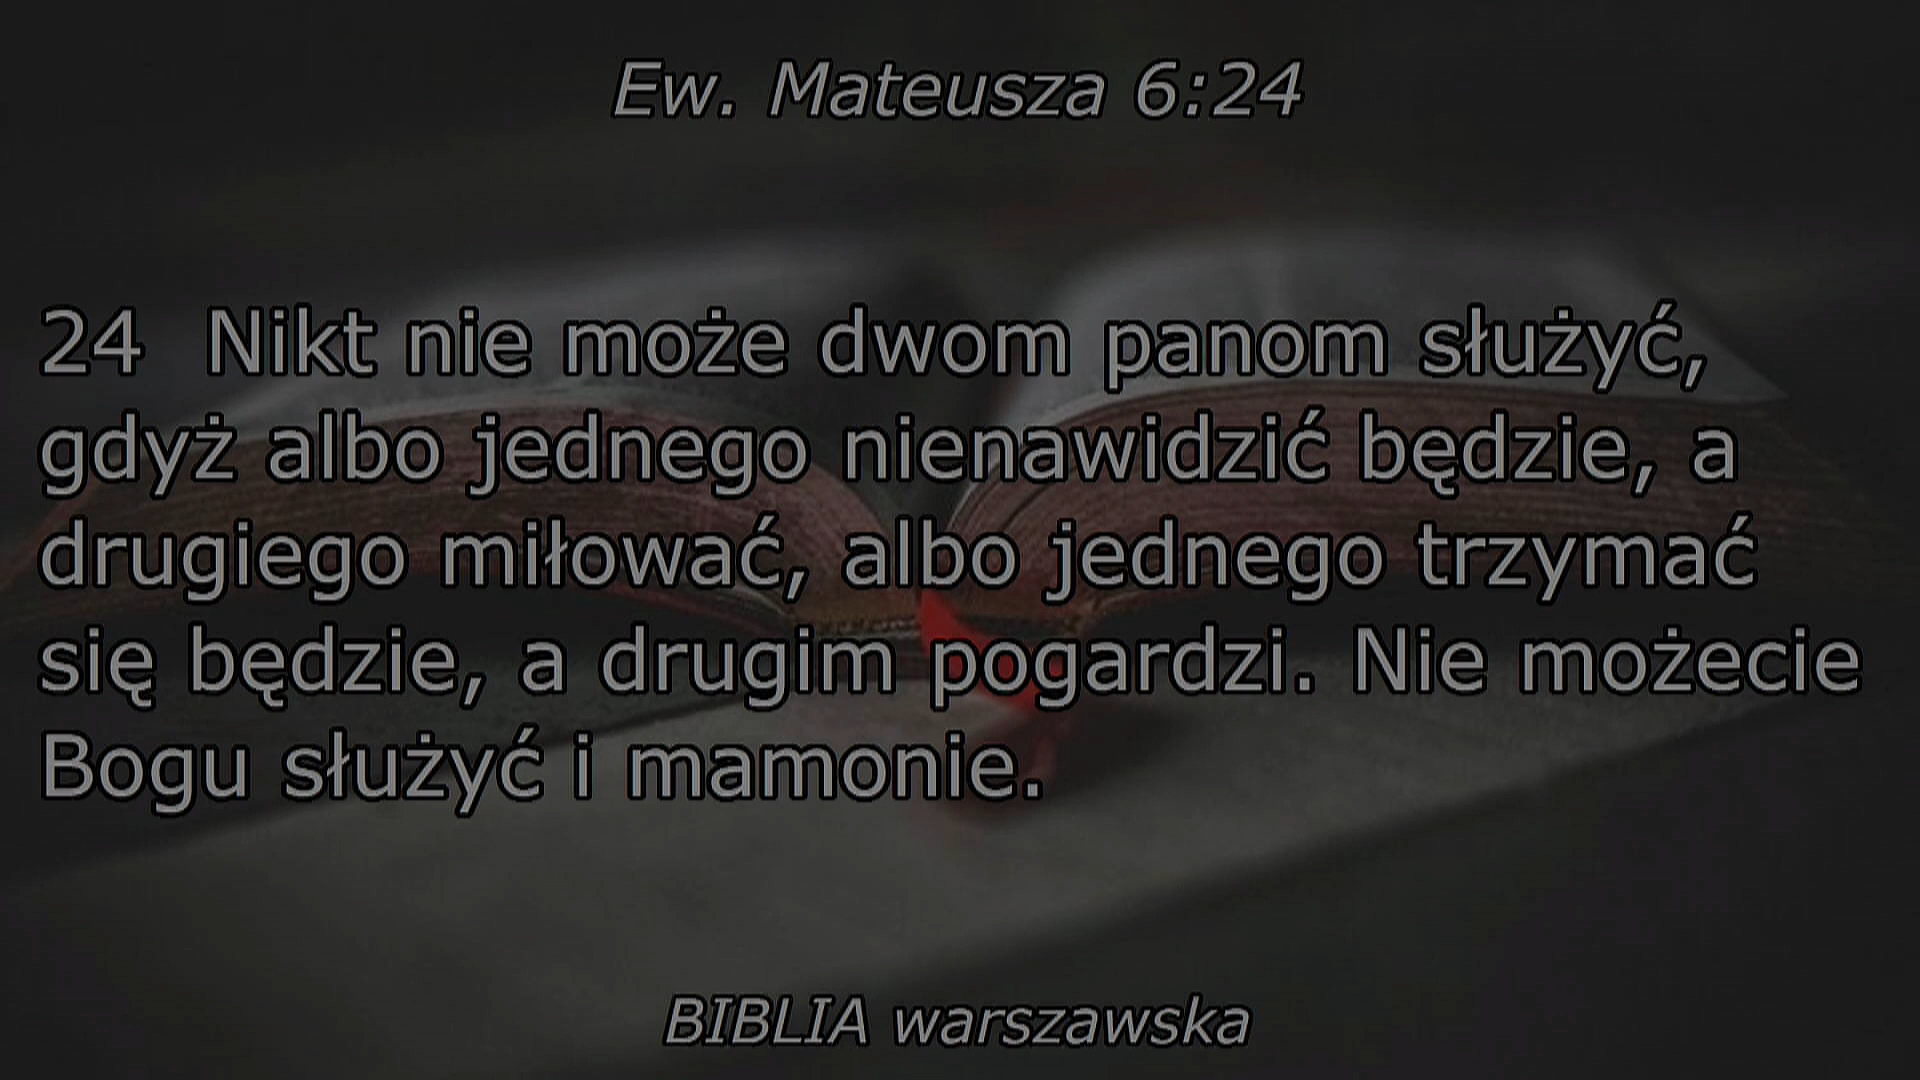 Ew. Mateusza 6:24
24 Nikt nie może dwom panom służyć,
gdyż albo jednego nienawidzić będzie, a
drugiego miłować, albo jednego trzymać
się będzie, a drugim pogardzi. Nie możecie
Bogu służyć i mamonie.
BIBLIA warszawska